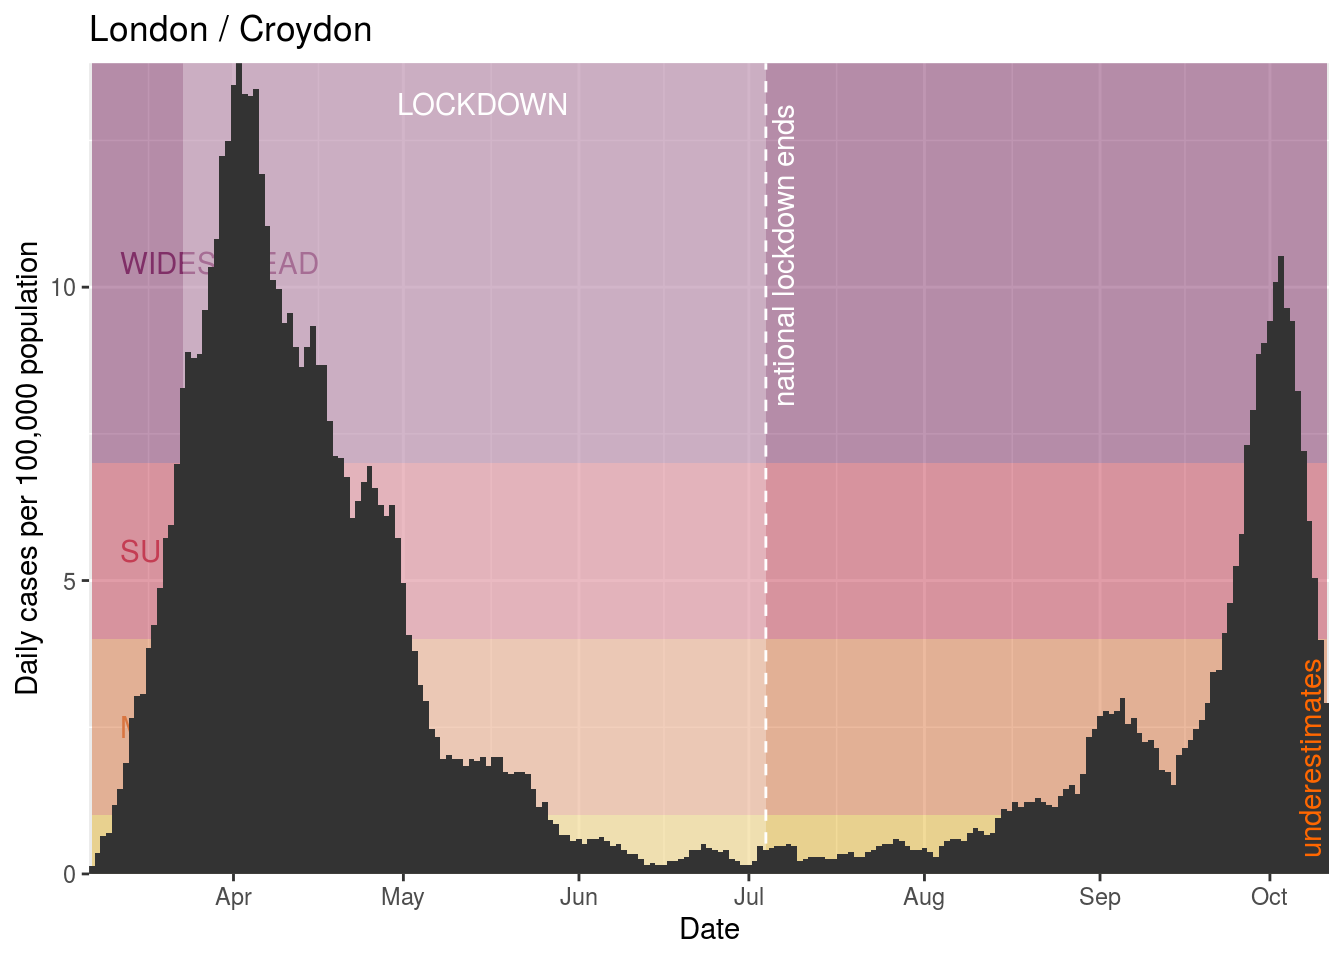 London / Croydon
LOCKDOWN
national lockdown ends
10
5
0
Daily cases per 100,000 population
underestimates
Apr
May
Jun
Jul
Aug
Sep
Oct
Date